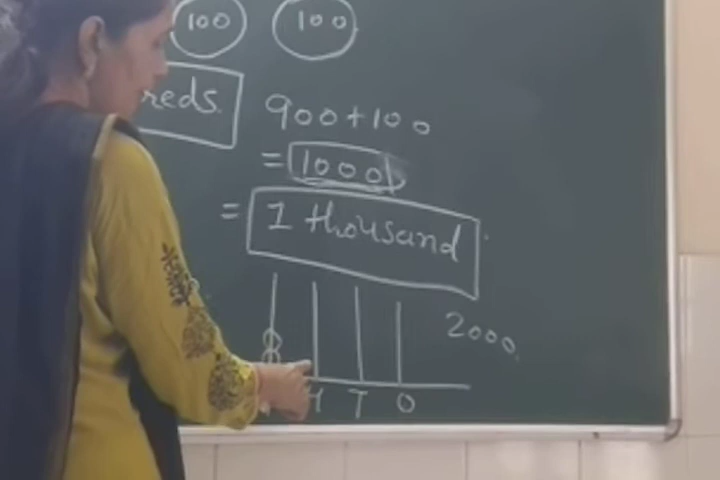 100 100
reds.
900+100
= 1000
= 1 thousand
2000
H T O